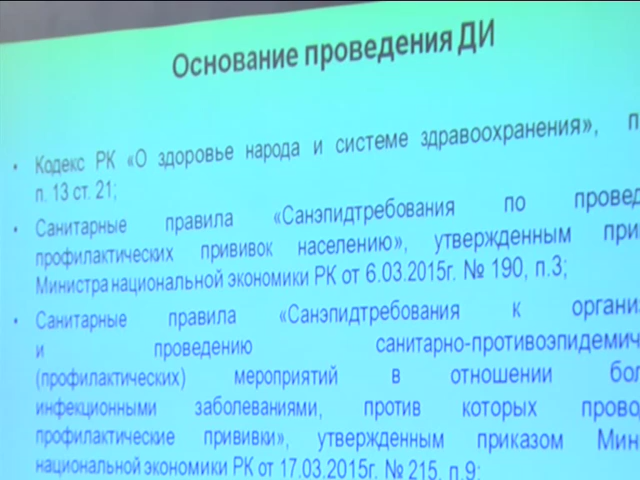 Основание проведения ДИ
• Кодекс РК «О здоровье народа и системе здравоохранения»,
п. 13 ст. 21;
• Санитарные правила «Санэпидтребования по
профилактических прививок населению», утвержденным
Министра национальной экономики РК от 6.03.2015г. № 190, п.3;
• Санитарные правила «Санэпидтребования к
и проведению
(профилактических) мероприятий в отношении
инфекционными заболеваниями, против которых
профилактические прививки», утвержденным приказом
национальной экономики РК от 17.03.2015г. № 215, п.9;